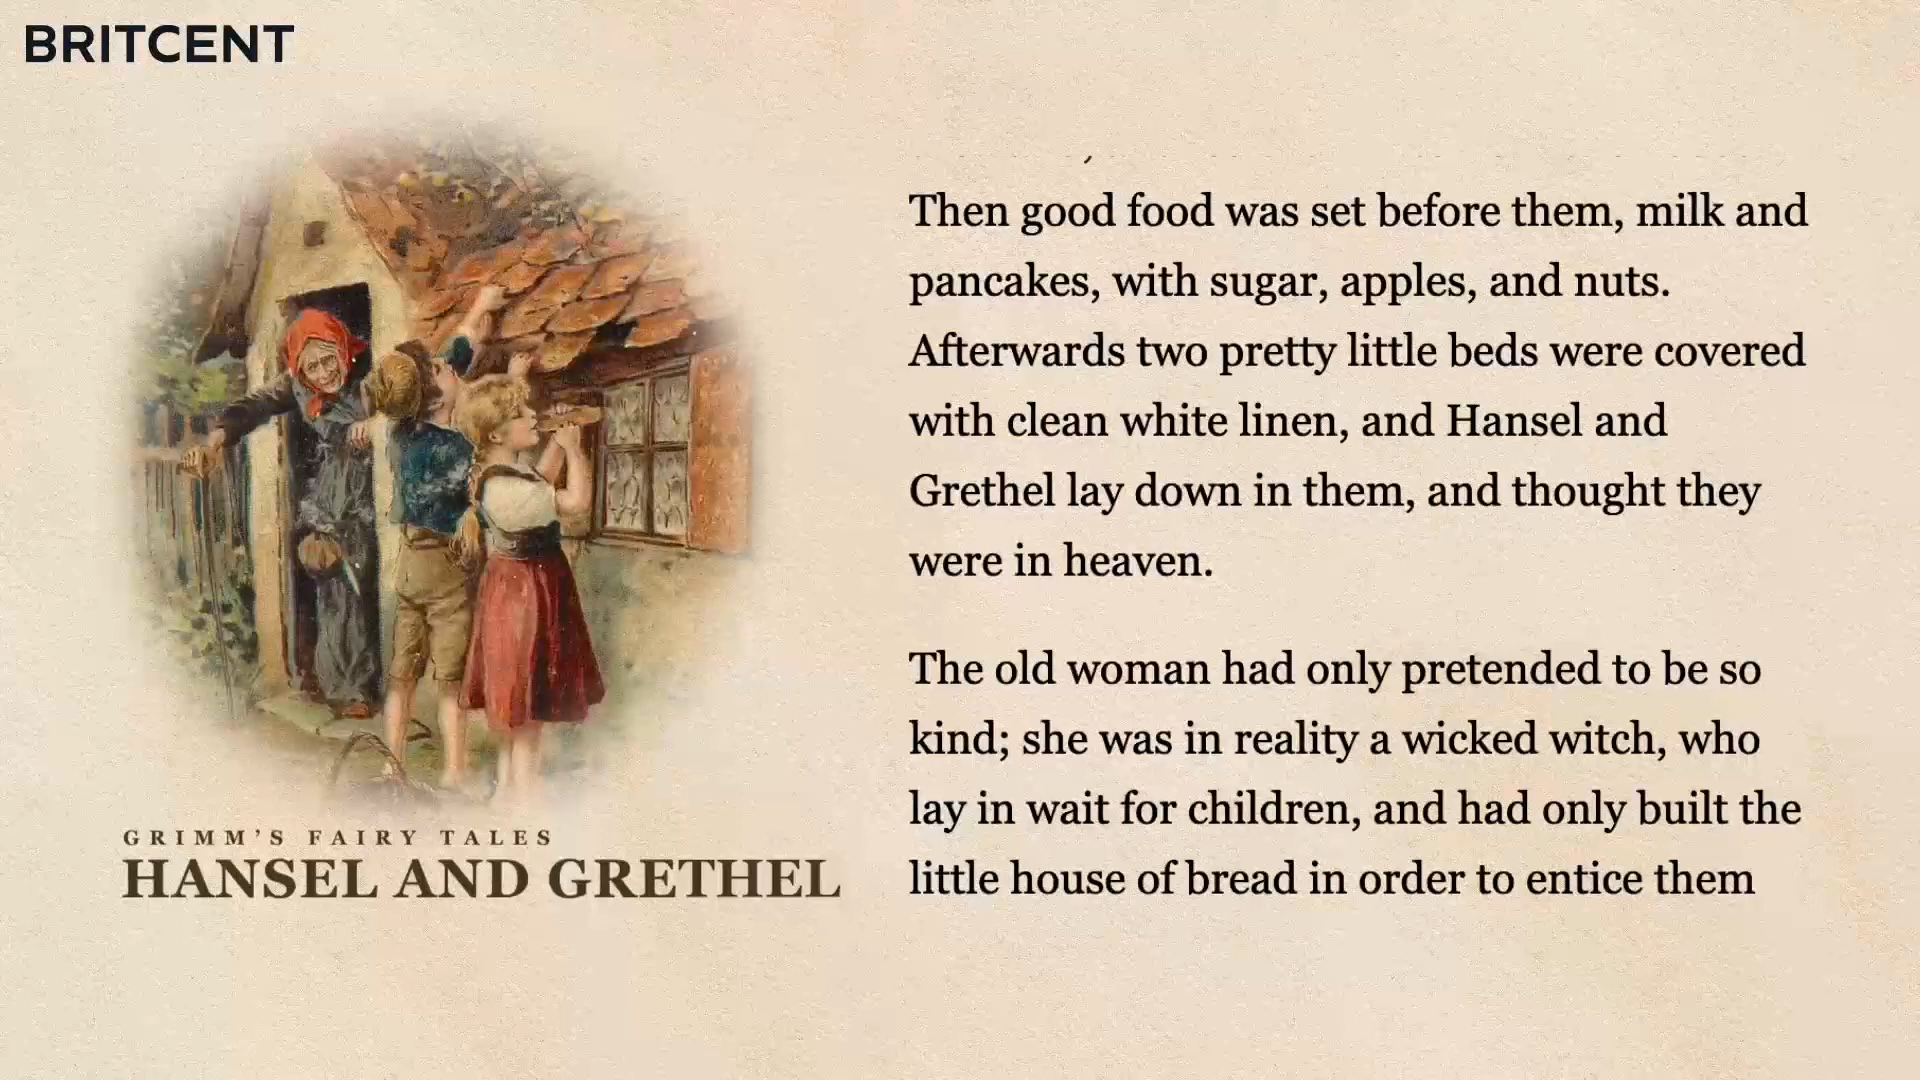 BRITCENT
GRIMM’S FAIRY TALES
HANSEL AND GRETHEL
Then good food was set before them, milk and
pancakes, with sugar, apples, and nuts.
Afterwards two pretty little beds were covered
with clean white linen, and Hansel and
Grethel lay down in them, and thought they
were in heaven.
The old woman had only pretended to be so
kind; she was in reality a wicked witch, who
lay in wait for children, and had only built the
little house of bread in order to entice them